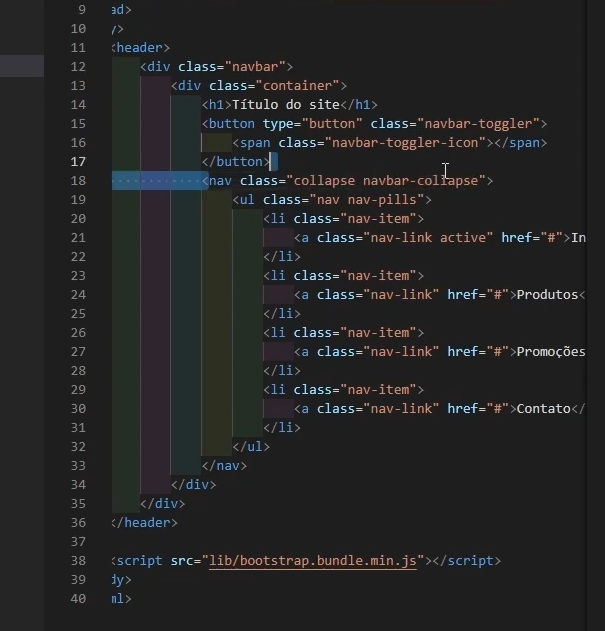 9 ad>
10 y>
11 <header>
12 <div class="navbar">
13 <div class="container">
14 <h1>Título do site</h1>
15 <button type="button" class="navbar-toggler">
16 <span class="navbar-toggler-icon"></span>
17 </button>
18 <nav class="collapse navbar-collapse">
19 <ul class="nav nav-pills">
20 <li class="nav-item">
21 <a class="nav-link active" href="#">In
22 </li>
23 <li class="nav-item">
24 <a class="nav-link" href="#">Produtos<
25 </li>
26 <li class="nav-item">
27 <a class="nav-link" href="#">Promoções
28 </li>
29 <li class="nav-item">
30 <a class="nav-link" href="#">Contato</
31 </li>
32 </ul>
33 </nav>
34 </div>
35 </div>
36 </header>
37
38 <script src="lib/bootstrap.bundle.min.js"></script>
39 dy>
40 ml>